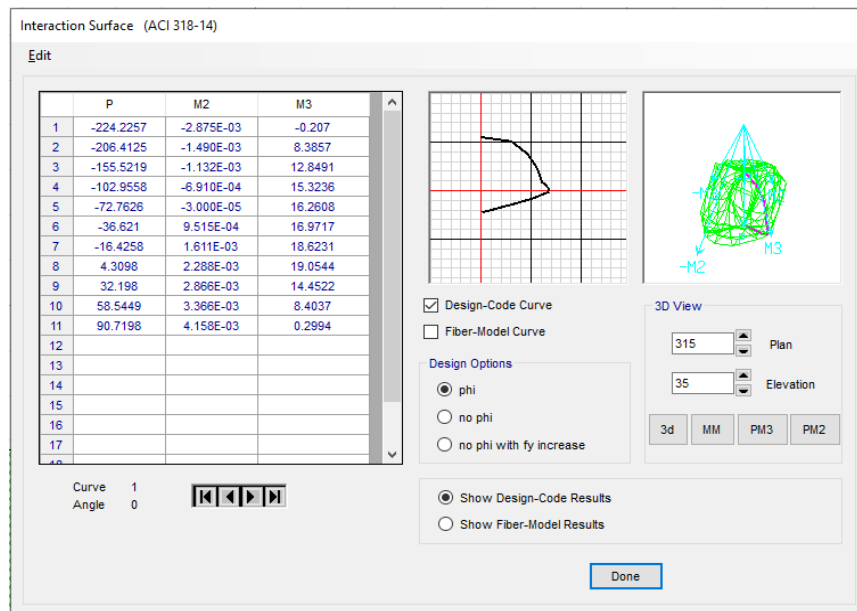 Interaction Surface (ACI 318-14)
Edit
P M2 M3
1 -224.2257 -2.875E-03 -0.207
2 -206.4125 -1.490E-03 8.3857
3 -155.5219 -1.132E-03 12.8491
4 -102.9558 -6.910E-04 15.3236
5 -72.7626 -3.000E-05 16.2608
6 -36.621 9.515E-04 16.9717
7 -16.4258 1.611E-03 18.6231
8 4.3098 2.288E-03 19.0544
9 32.198 2.866E-03 14.4522
10 58.5449 3.366E-03 8.4037
11 90.7198 4.158E-03 0.2994
12
13
14
15
16
17
Curve 1
Angle 0
M3
-M2
Design-Code Curve
Fiber-Model Curve
Design Options
phi
no phi
no phi with fy increase
3D View
315 Plan
35 Elevation
3d MM PM3 PM2
Show Design-Code Results
Show Fiber-Model Results
Done